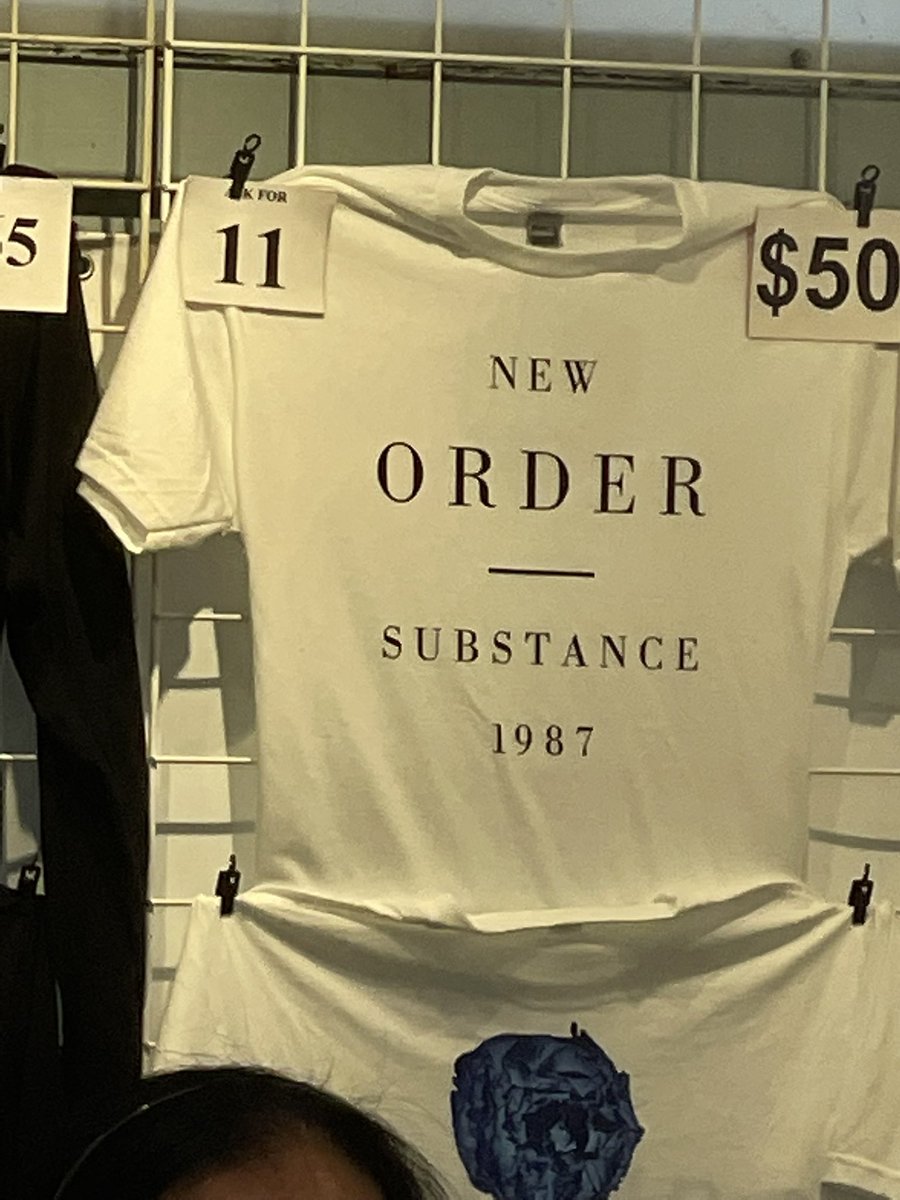 5
K FOR
11
$50
NEW
ORDER
SUBSTANCE
1987